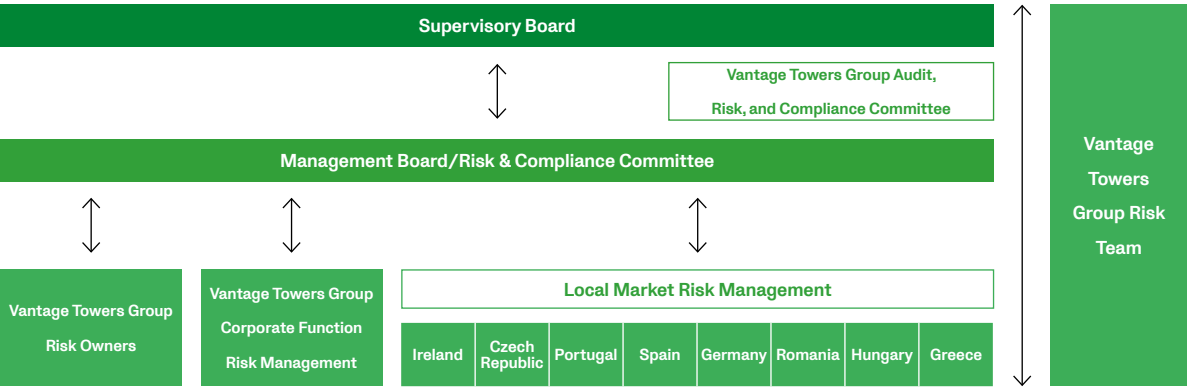 Supervisory Board
Vantage Towers Group Audit,
Risk, and Compliance Committee
Management Board/Risk & Compliance Committee
Vantage Towers Group
Risk Owners
Vantage Towers Group
Corporate Function
Risk Management
Local Market Risk Management
Ireland
Czech
Republic
Portugal
Spain
Germany
Romania
Hungary
Greece
Vantage
Towers
Group Risk
Team